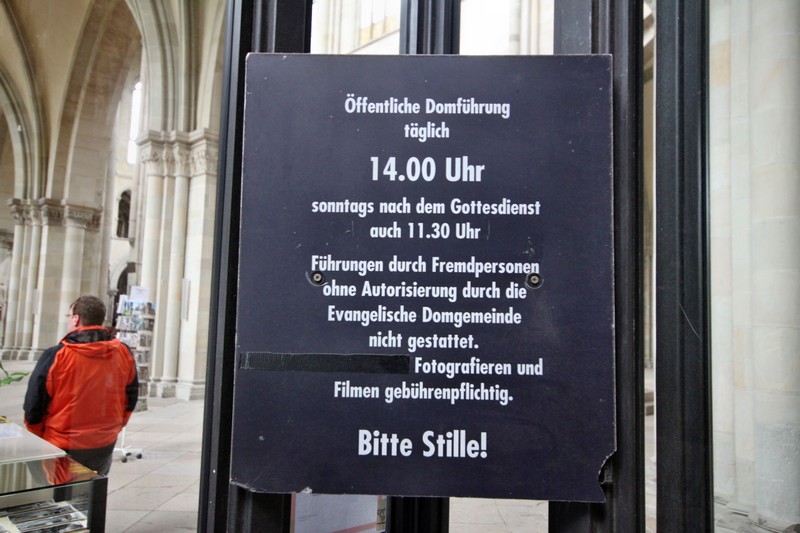 Öffentliche Domführung
täglich
14.00 Uhr
sonntags nach dem Gottesdienst
auch 11.30 Uhr
Führungen durch Fremdpersonen
ohne Autorisierung durch die
Evangelische Domgemeinde
nicht gestattet.
Fotografieren und
Filmen gebührenpflichtig.
Bitte Stille!